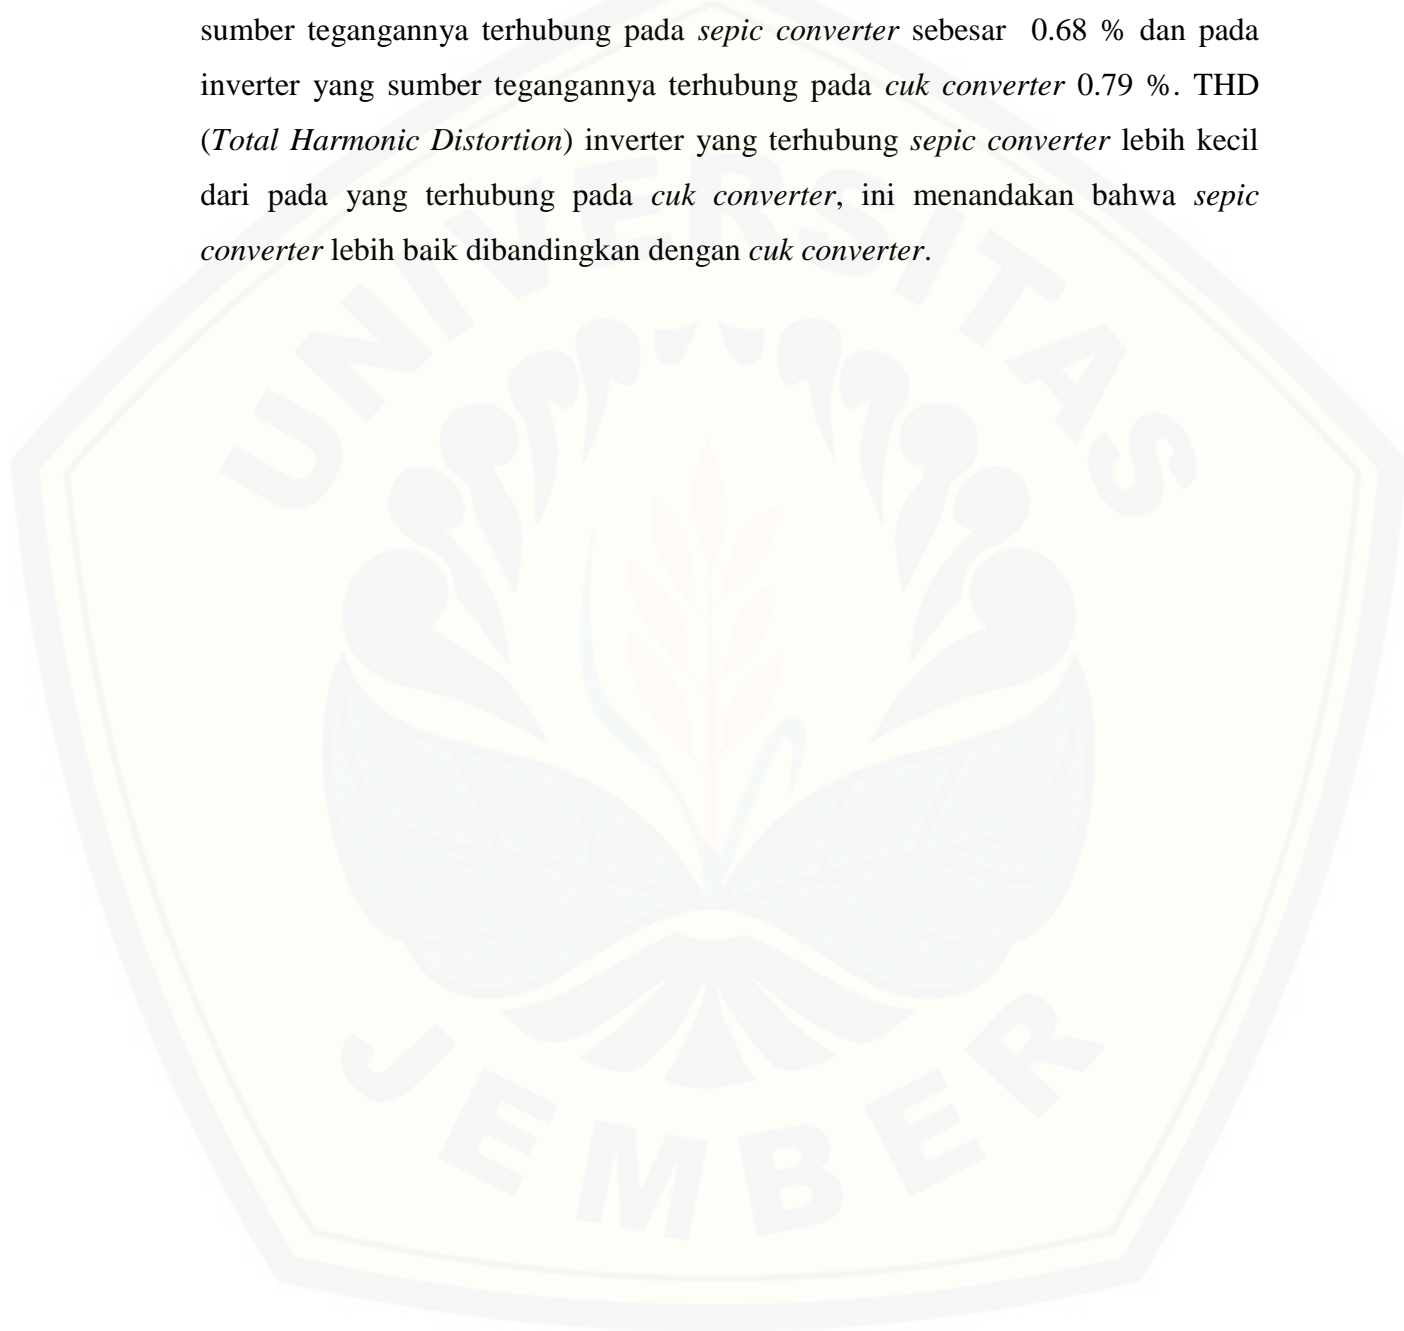 sumber tegangannya terhubung pada sepic converter sebesar 0.68 % dan pada
inverter yang sumber tegangannya terhubung pada cuk converter 0.79 %. THD
(Total Harmonic Distortion) inverter yang terhubung sepic converter lebih kecil
dari pada yang terhubung pada cuk converter, ini menandakan bahwa sepic
converter lebih baik dibandingkan dengan cuk converter.
UNIVERSITAS
JEMBER